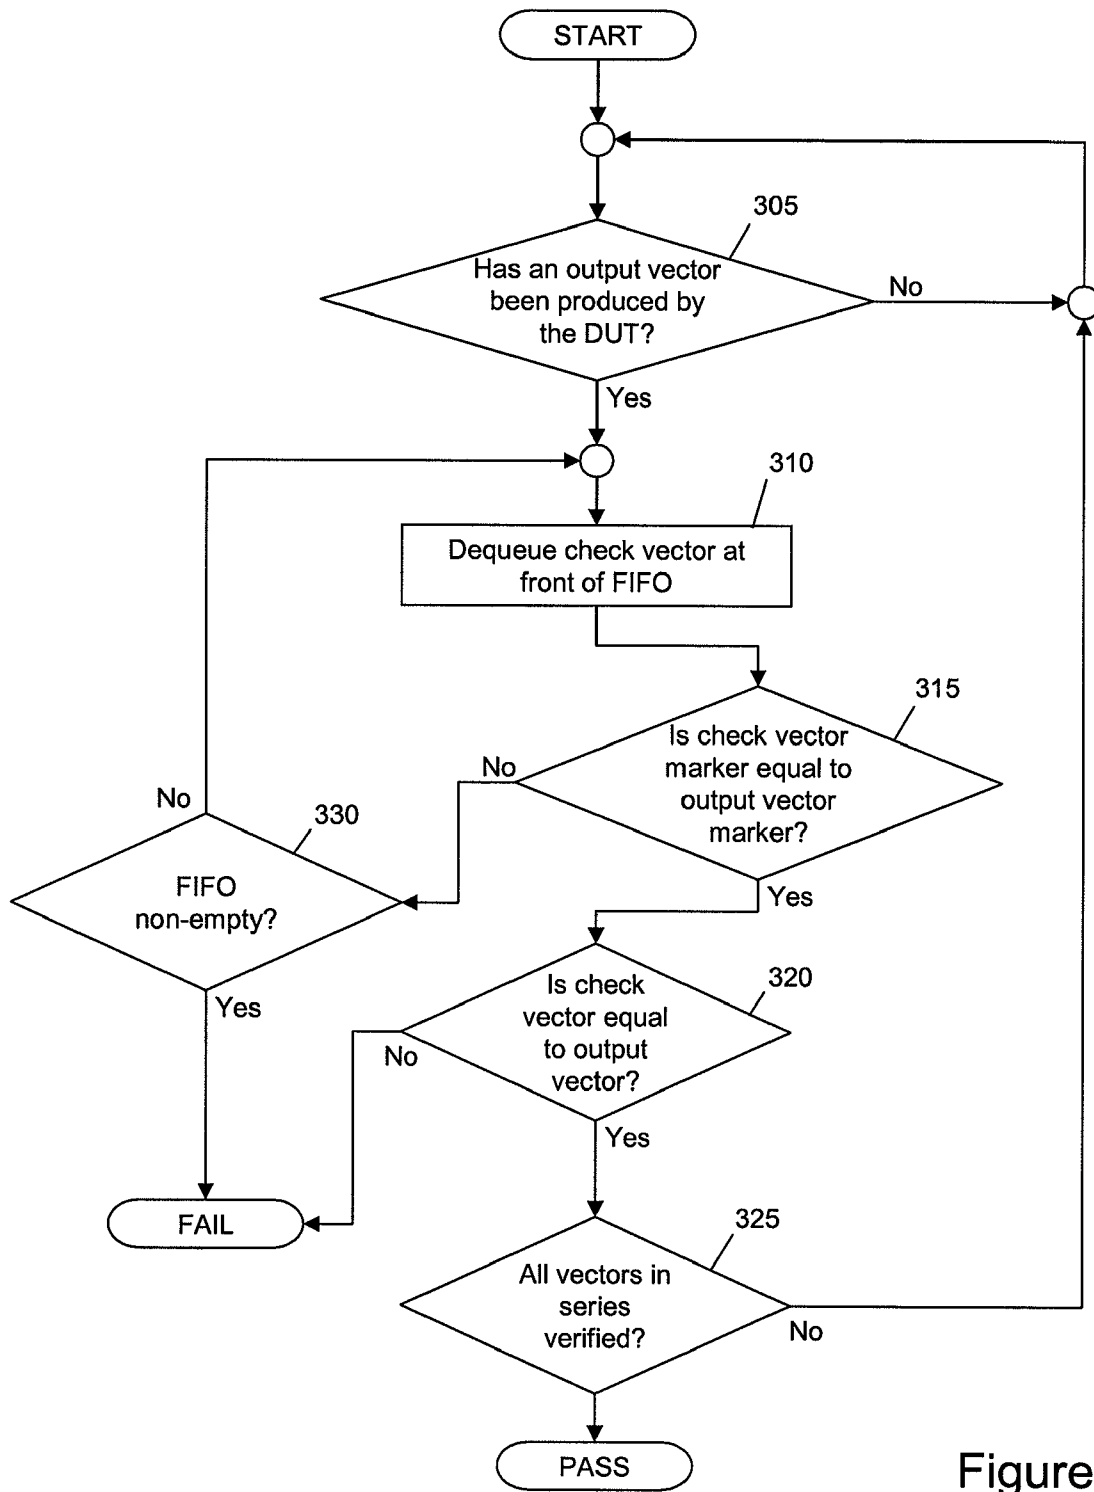 START
305
Has an output vector
been produced by
the DUT?
No
Yes
310
Dequeue check vector at
front of FIFO
315
Is check vector
marker equal to
output vector
marker?
No
Yes
No
330
FIFO
non-empty?
Yes
320
Is check
vector equal
to output
vector?
No
Yes
FAIL
325
All vectors in
series
verified?
No
PASS
Figure